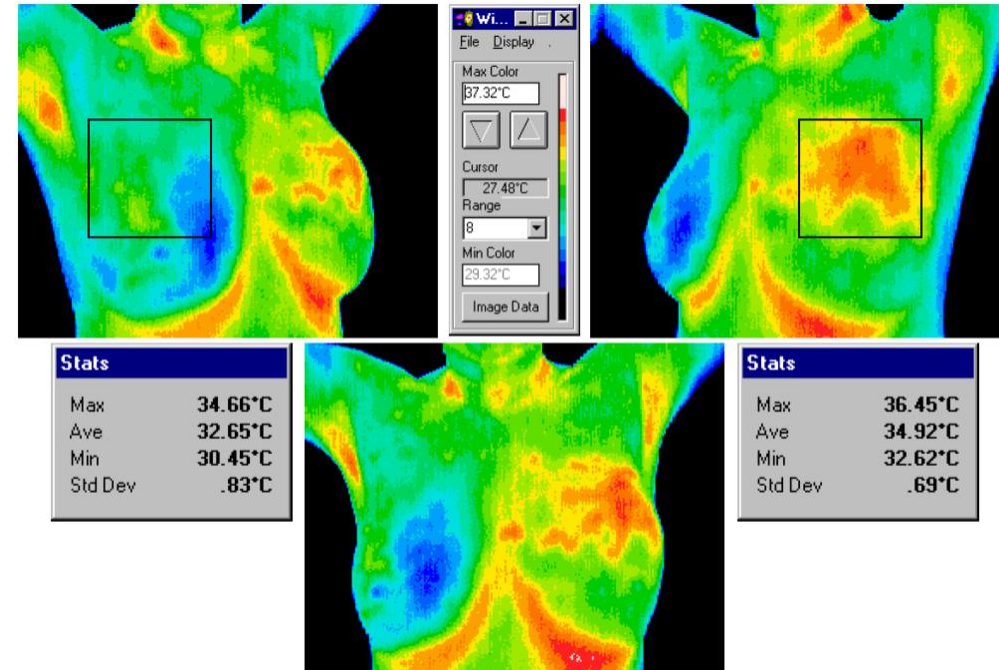 Wi...
File Display .
Max Color
37.32°C
Cursor
27.48°C
Range
8
Min Color
29.32°C
Image Data
Stats
Max 34.66°C
Ave 32.65°C
Min 30.45°C
Std Dev .83°C
Stats
Max 36.45°C
Ave 34.92°C
Min 32.62°C
Std Dev .69°C